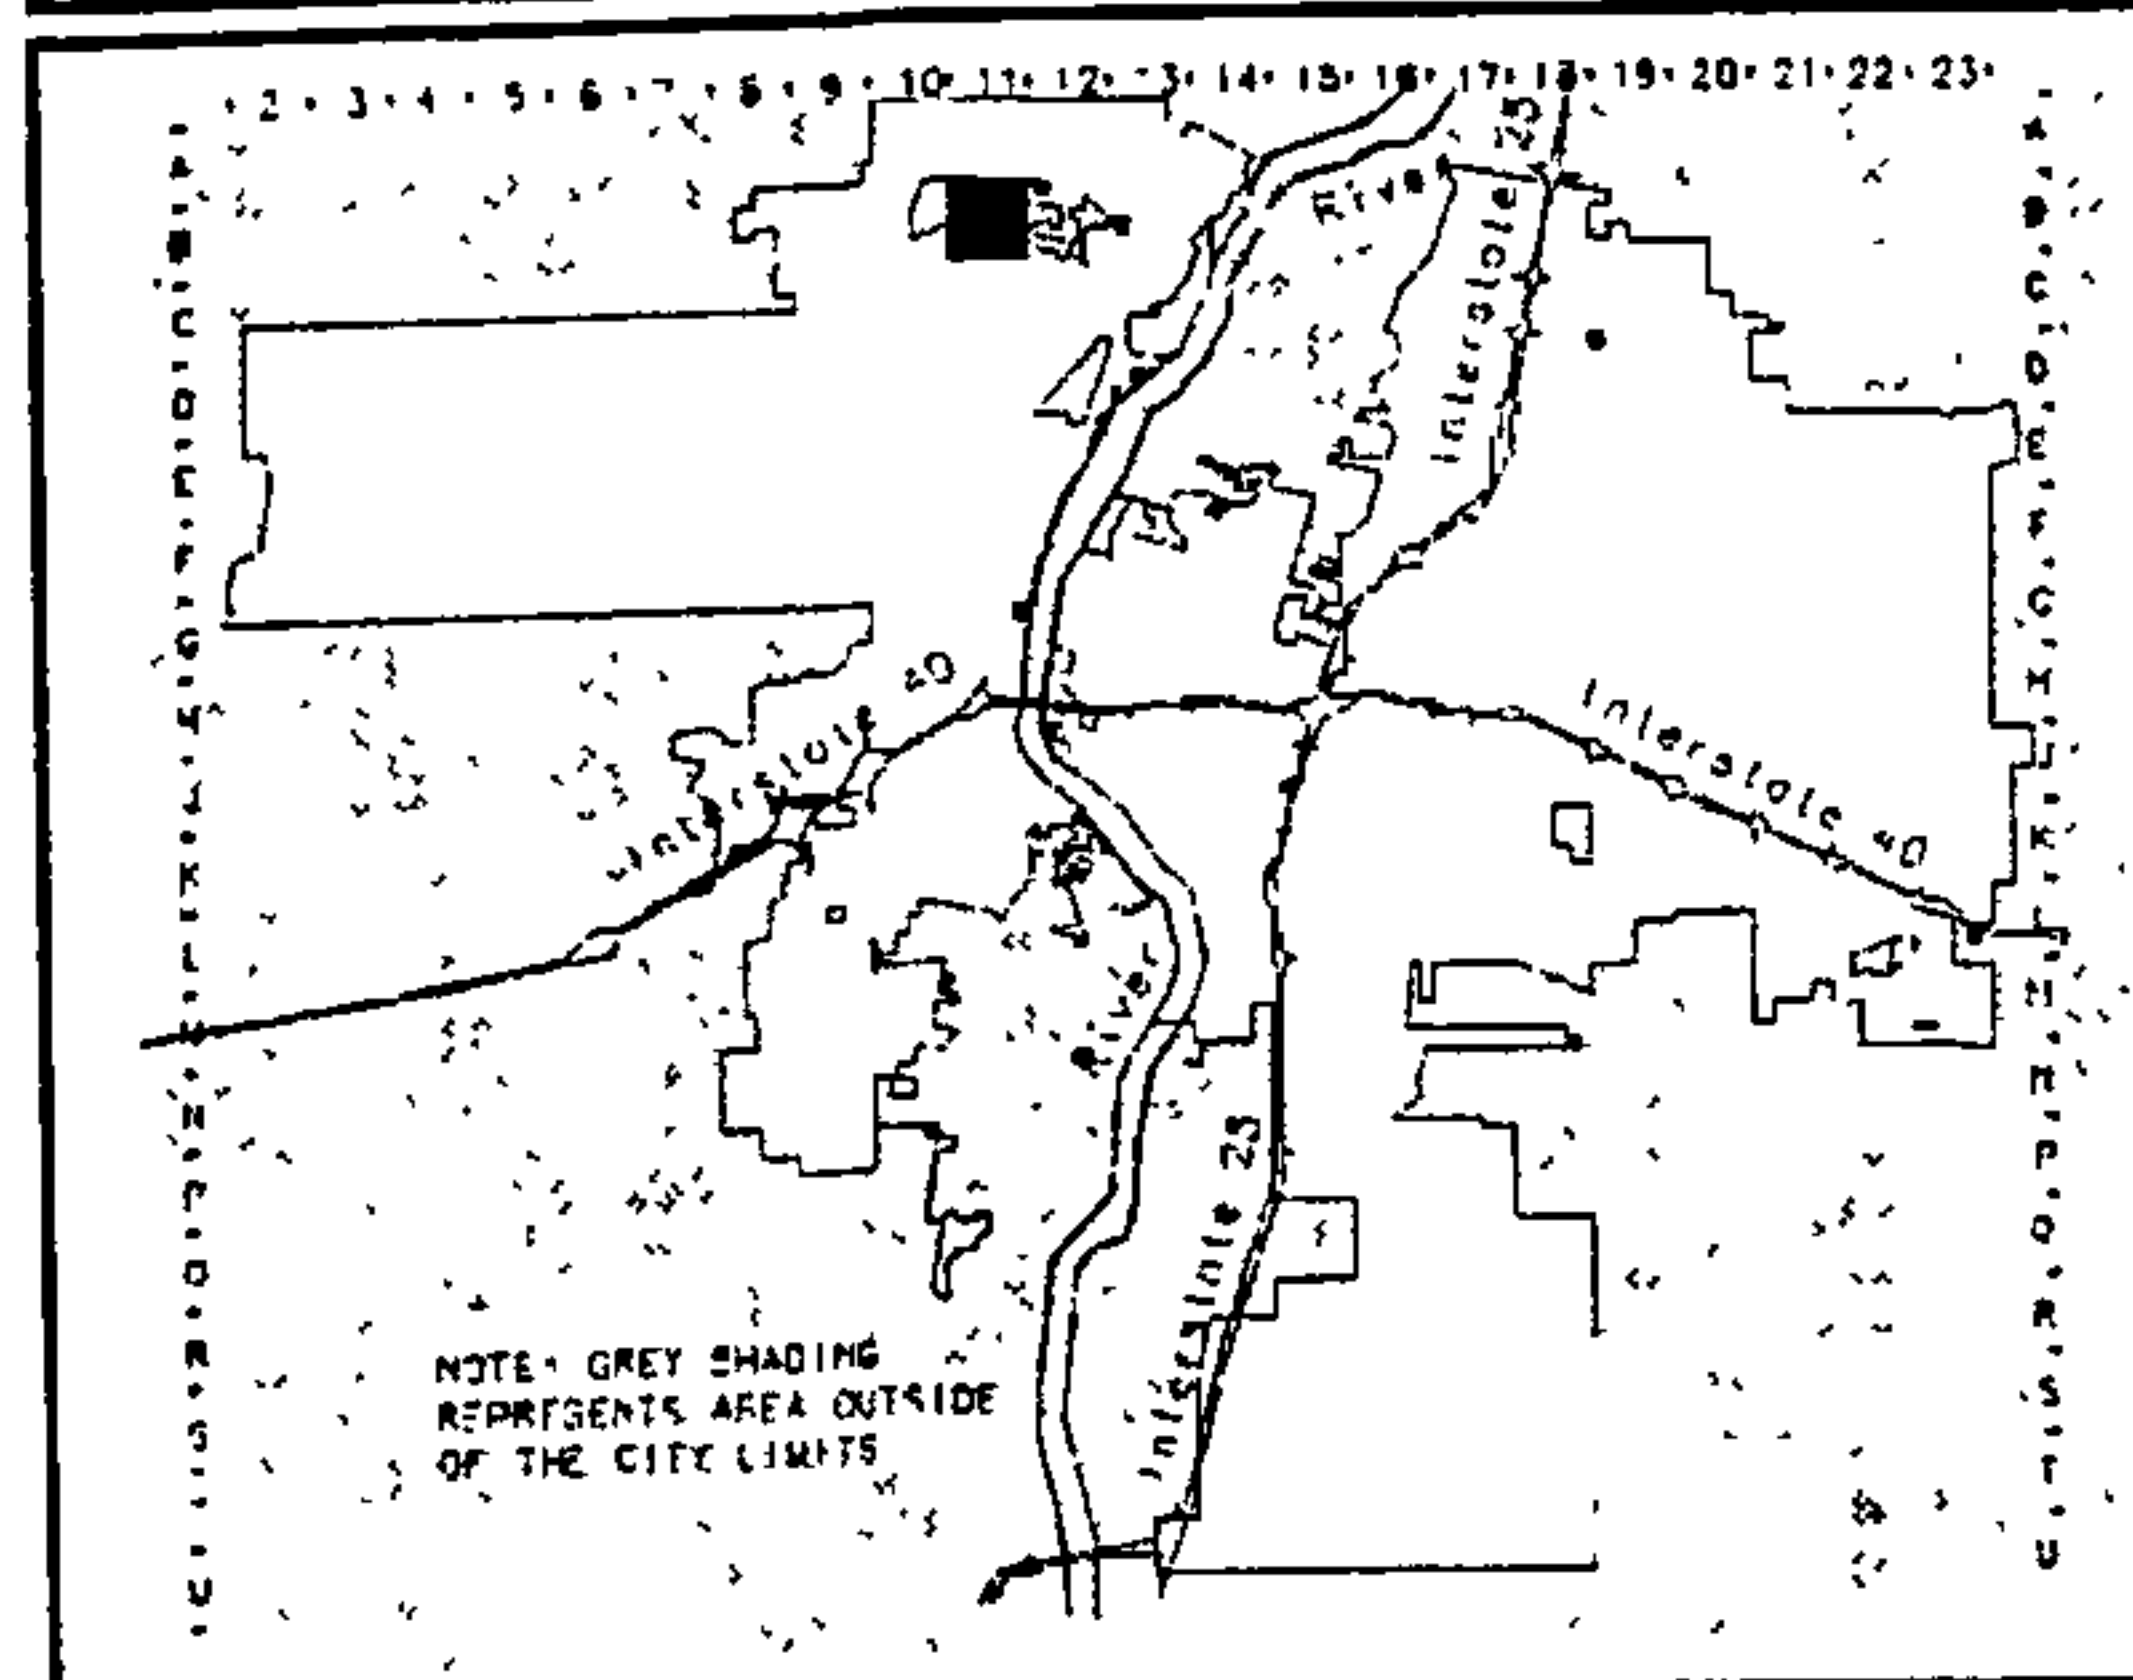 2 3 4 5 6 7 8 9 10 11 12 13 14 15 16 17 18 19 20 21 22 23
A
B
C
D
E
F
G
H
J
K
L
M
N
P
Q
R
S
U
River
Interstate 25
Interstate 40
Interstate 40
River
Interstate 25
NOTE: GREY SHADING
REPRESENTS AREA OUTSIDE
OF THE CITY LIMITS
A
B
C
D
E
F
G
H
J
K
L
M
N
P
Q
R
S
T
U